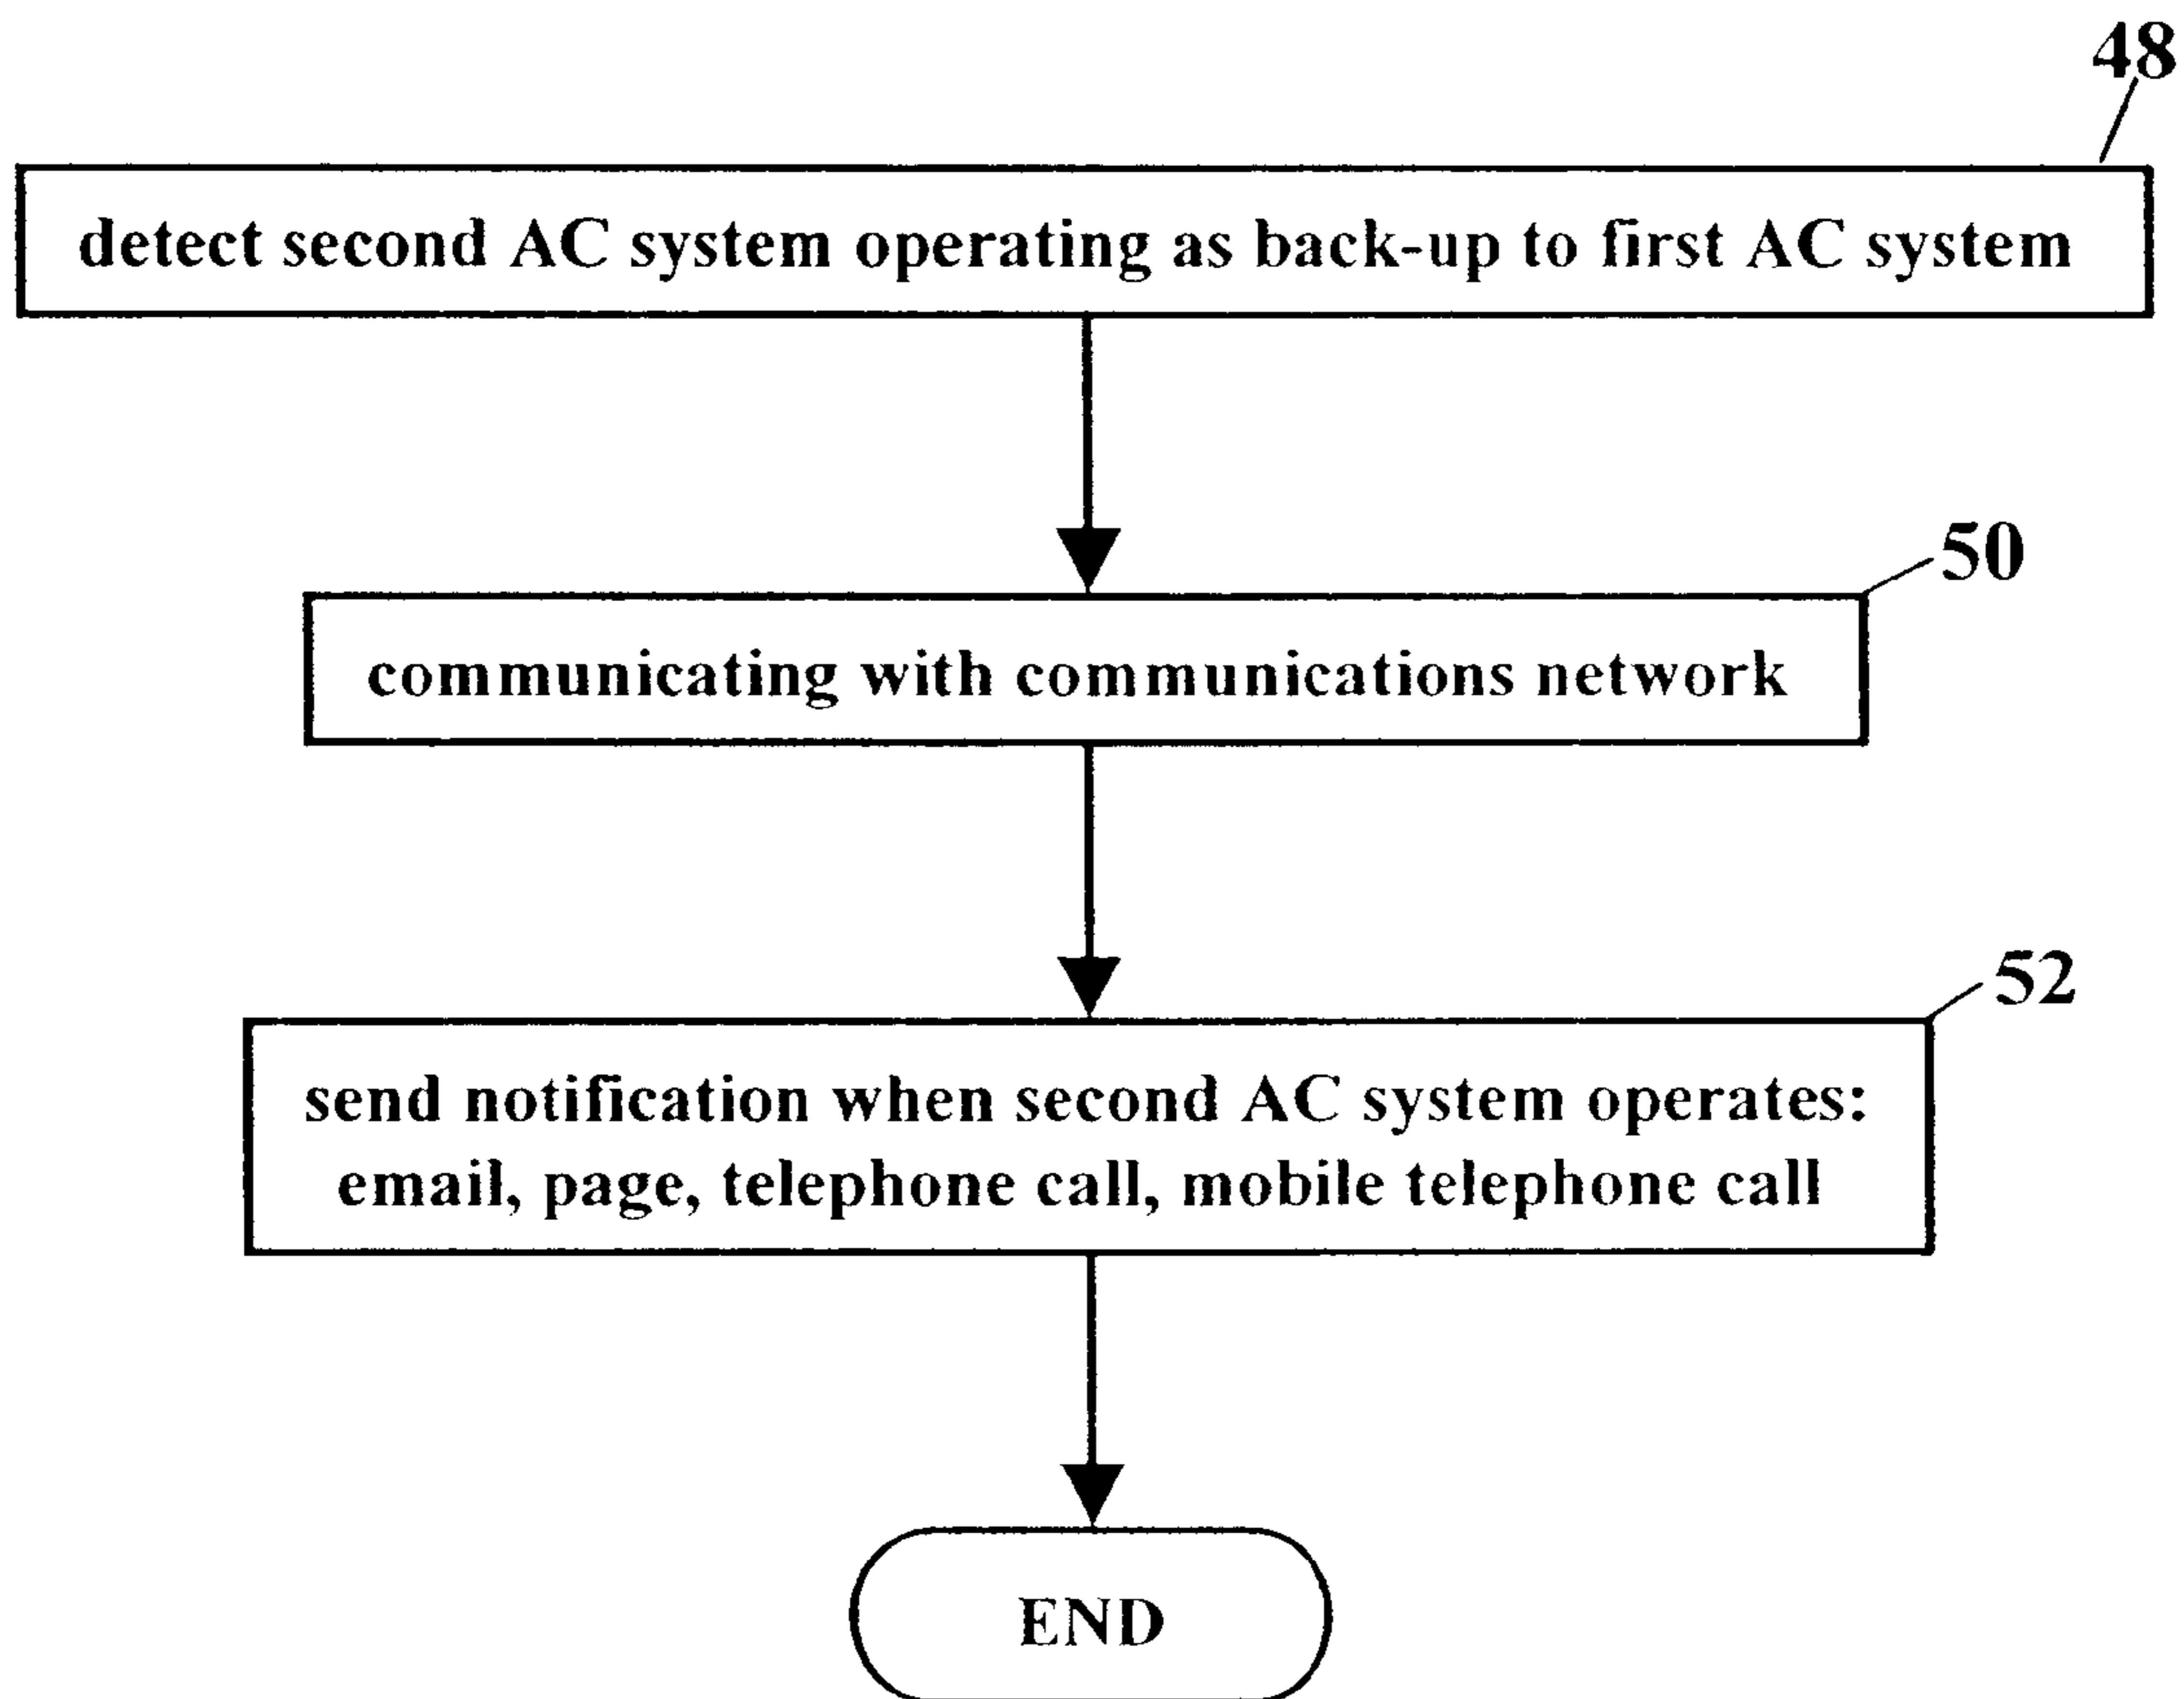 48
detect second AC system operating as back-up to first AC system
50
communicating with communications network
52
send notification when second AC system operates:
email, page, telephone call, mobile telephone call
END